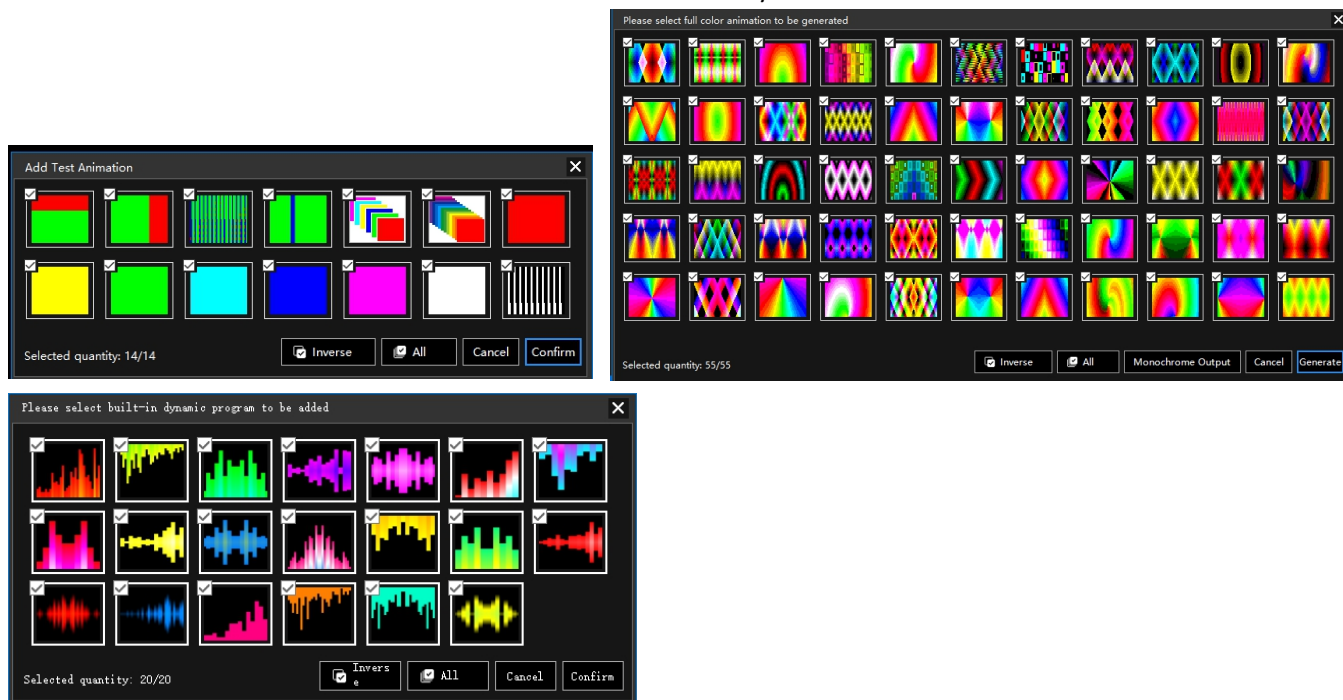 Please select full color animation to be generated
Selected quantity: 55/55
Inverse
All
Monochrome Output
Cancel
Generate
Add Test Animation
Selected quantity: 14/14
Inverse
All
Cancel
Confirm
Please select built-in dynamic program to be added
Selected quantity: 20/20
Invers
e
All
Cancel
Confirm